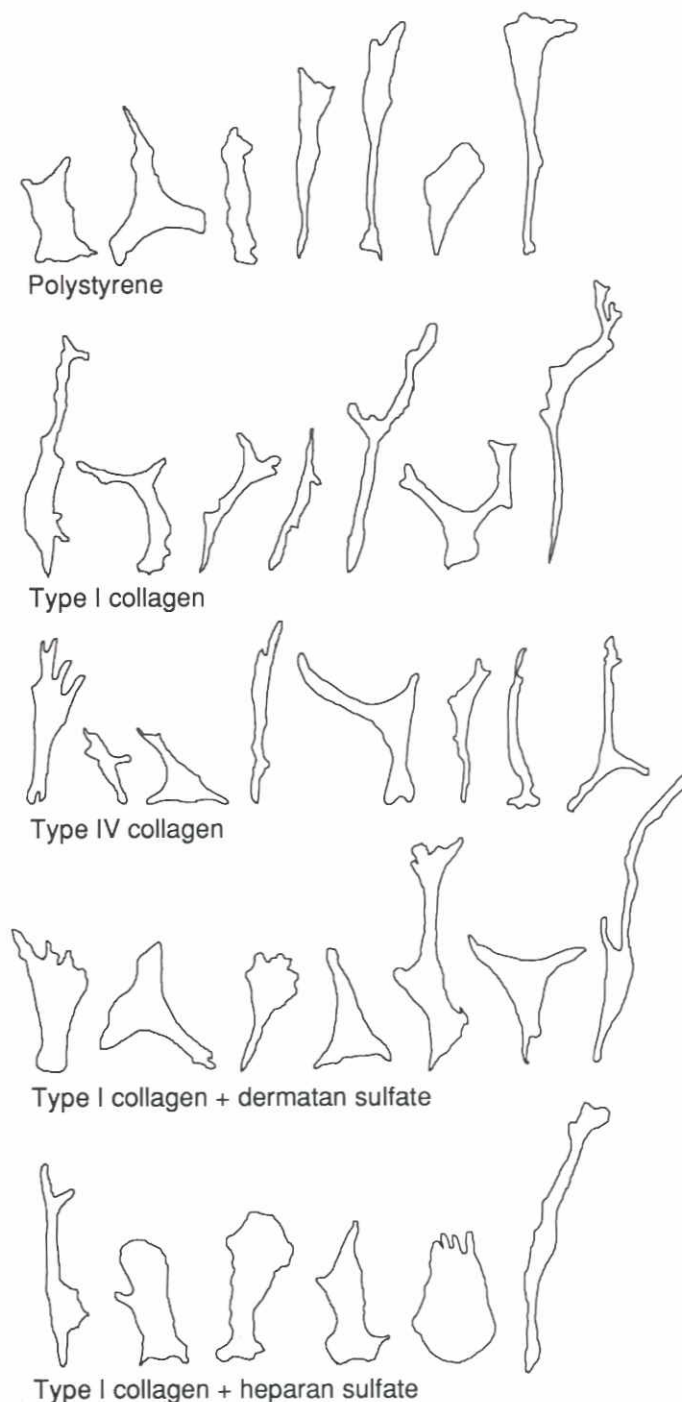 Polystyrene
Type I collagen
Type IV collagen
Type I collagen + dermatan sulfate
Type I collagen + heparan sulfate